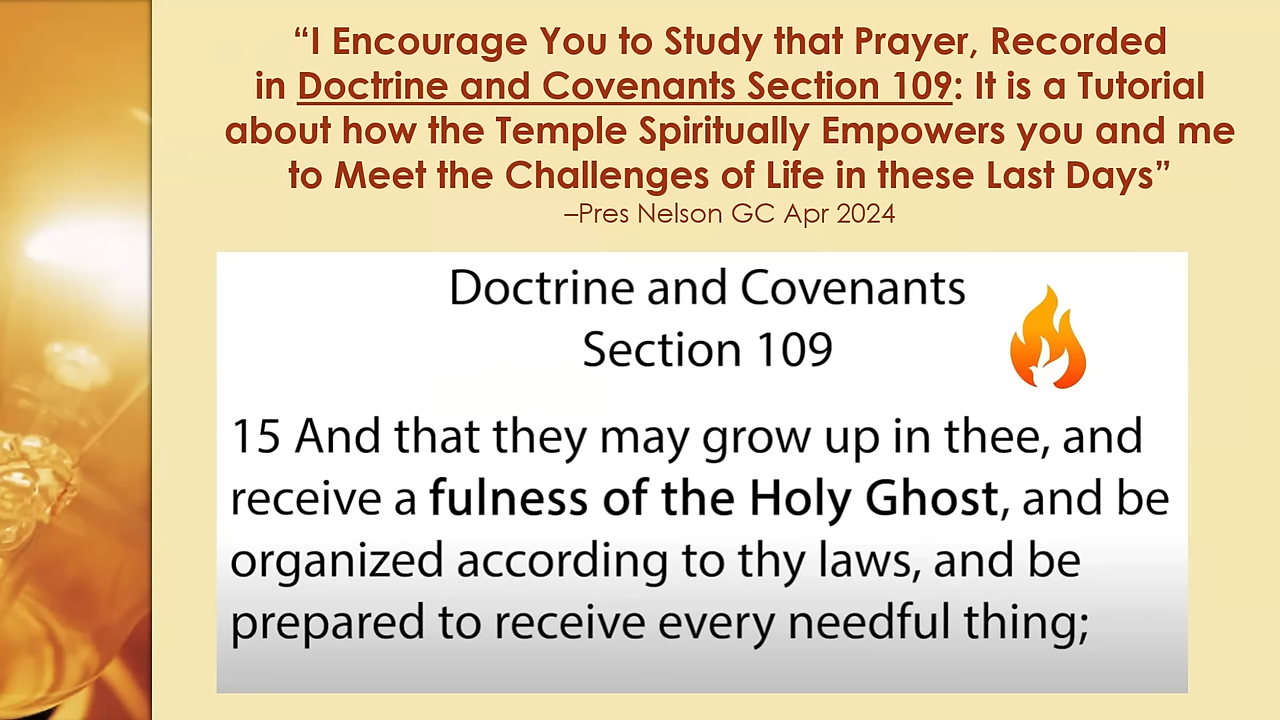 “I Encourage You to Study that Prayer, Recorded
in Doctrine and Covenants Section 109: It is a Tutorial
about how the Temple Spiritually Empowers you and me
to Meet the Challenges of Life in these Last Days”
–Pres Nelson GC Apr 2024
Doctrine and Covenants
Section 109
15 And that they may grow up in thee, and
receive a fulness of the Holy Ghost, and be
organized according to thy laws, and be
prepared to receive every needful thing;